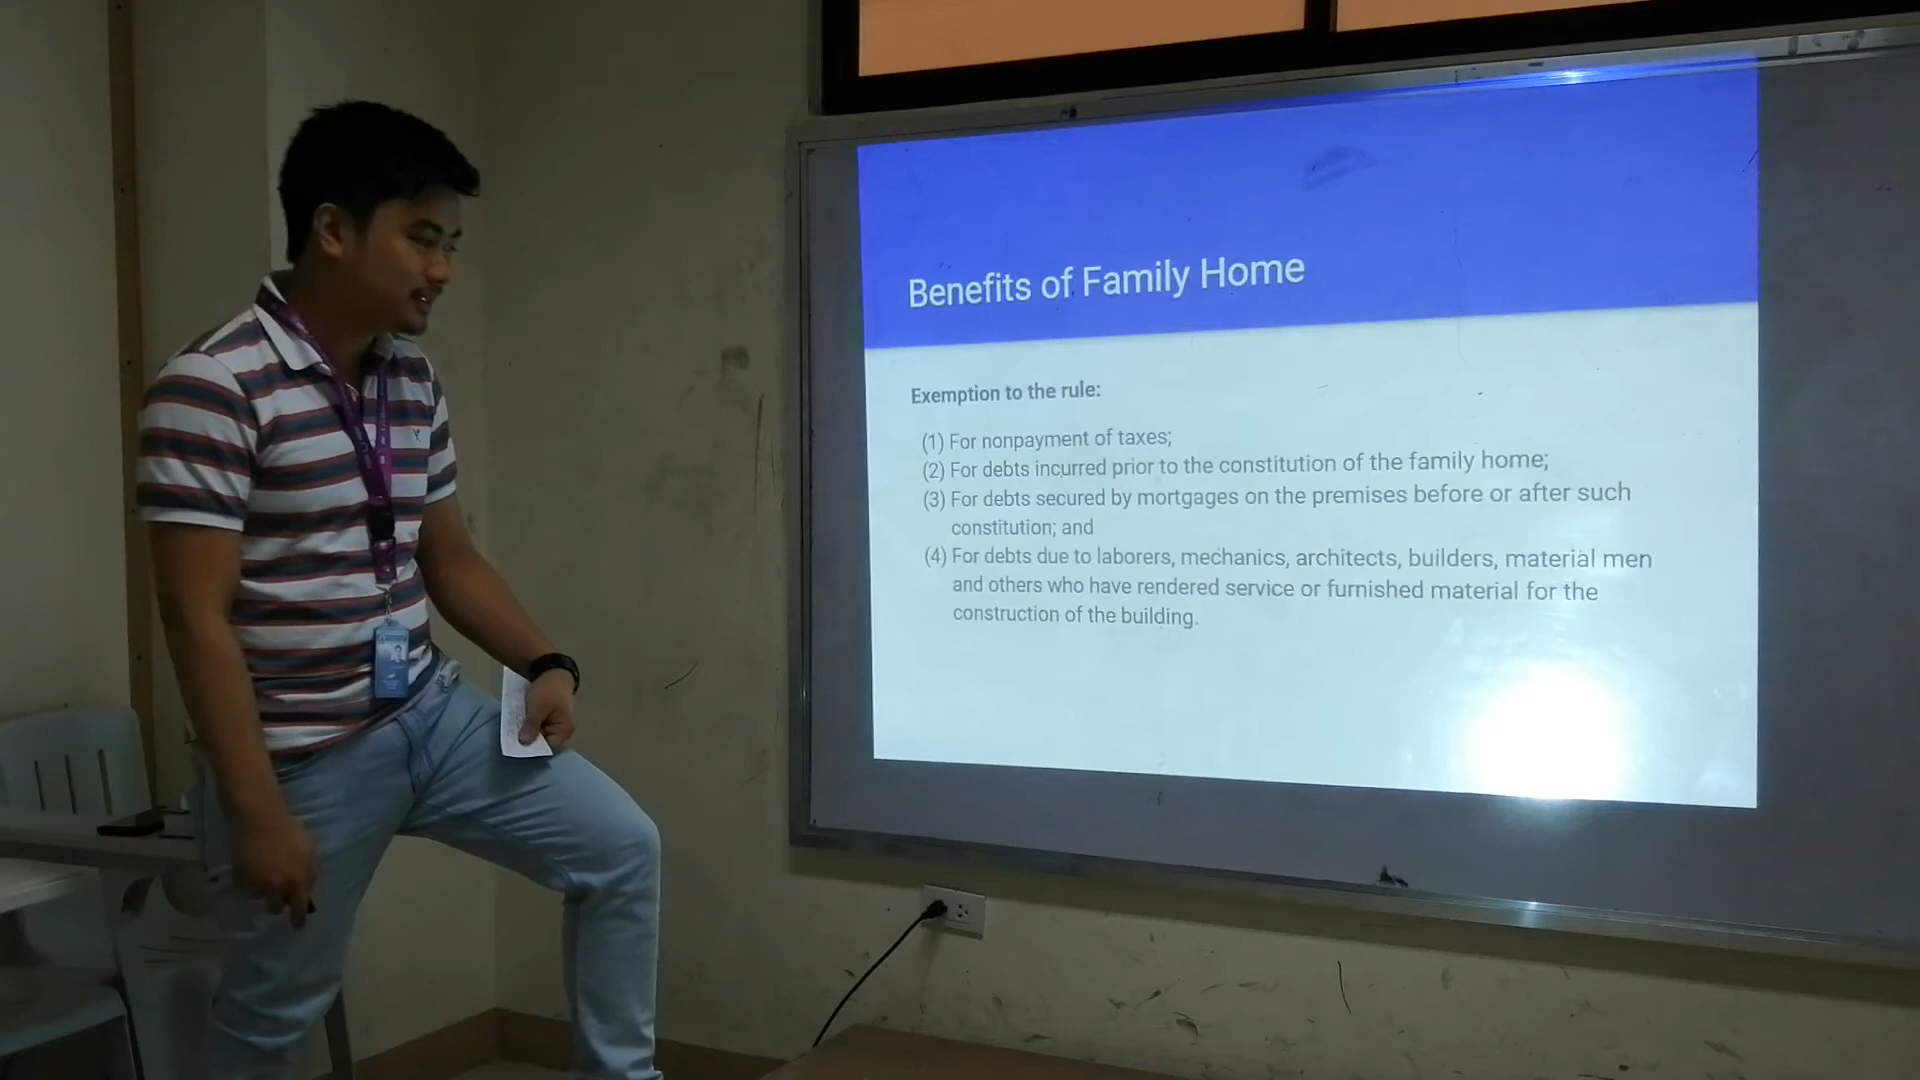 Benefits of Family Home
Exemption to the rule:
(1) For nonpayment of taxes;
(2) For debts incurred prior to the constitution of the family home;
(3) For debts secured by mortgages on the premises before or after such
constitution; and
(4) For debts due to laborers, mechanics, architects, builders, material men
and others who have rendered service or furnished material for the
construction of the building.